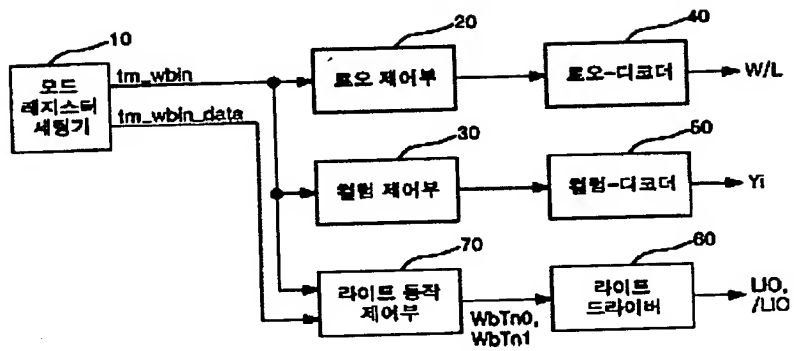 10
모드
레지스터
세팅기
tm_wbin
tm_wbin_data
20
로오 제어부
40
로오-디코더
W/L
30
컬럼 제어부
50
컬럼-디코더
Yi
70
라이트 동작
제어부
WbTn0,
WbTn1
60
라이트
드라이버
LIO,
/LIO